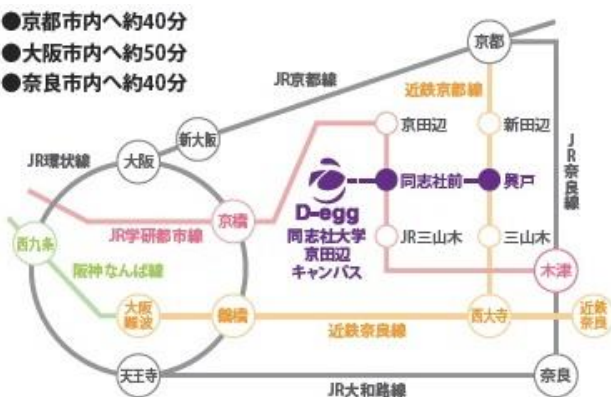 ●京都市内へ約40分
●大阪市内へ約50分
●奈良市内へ約40分
京都
JR京都線
近鉄京都線
新大阪
京田辺
新田辺
JR環状線
大阪
JR奈良線
D-egg
同志社大学
京田辺
キャンパス
同志社前
興戸
京橋
JR学研都市線
JR三山木
三山木
西九条
阪神なんば線
木津
大阪
難波
鶴橋
近鉄奈良線
西大寺
近鉄
奈良
天王寺
JR大和路線
奈良